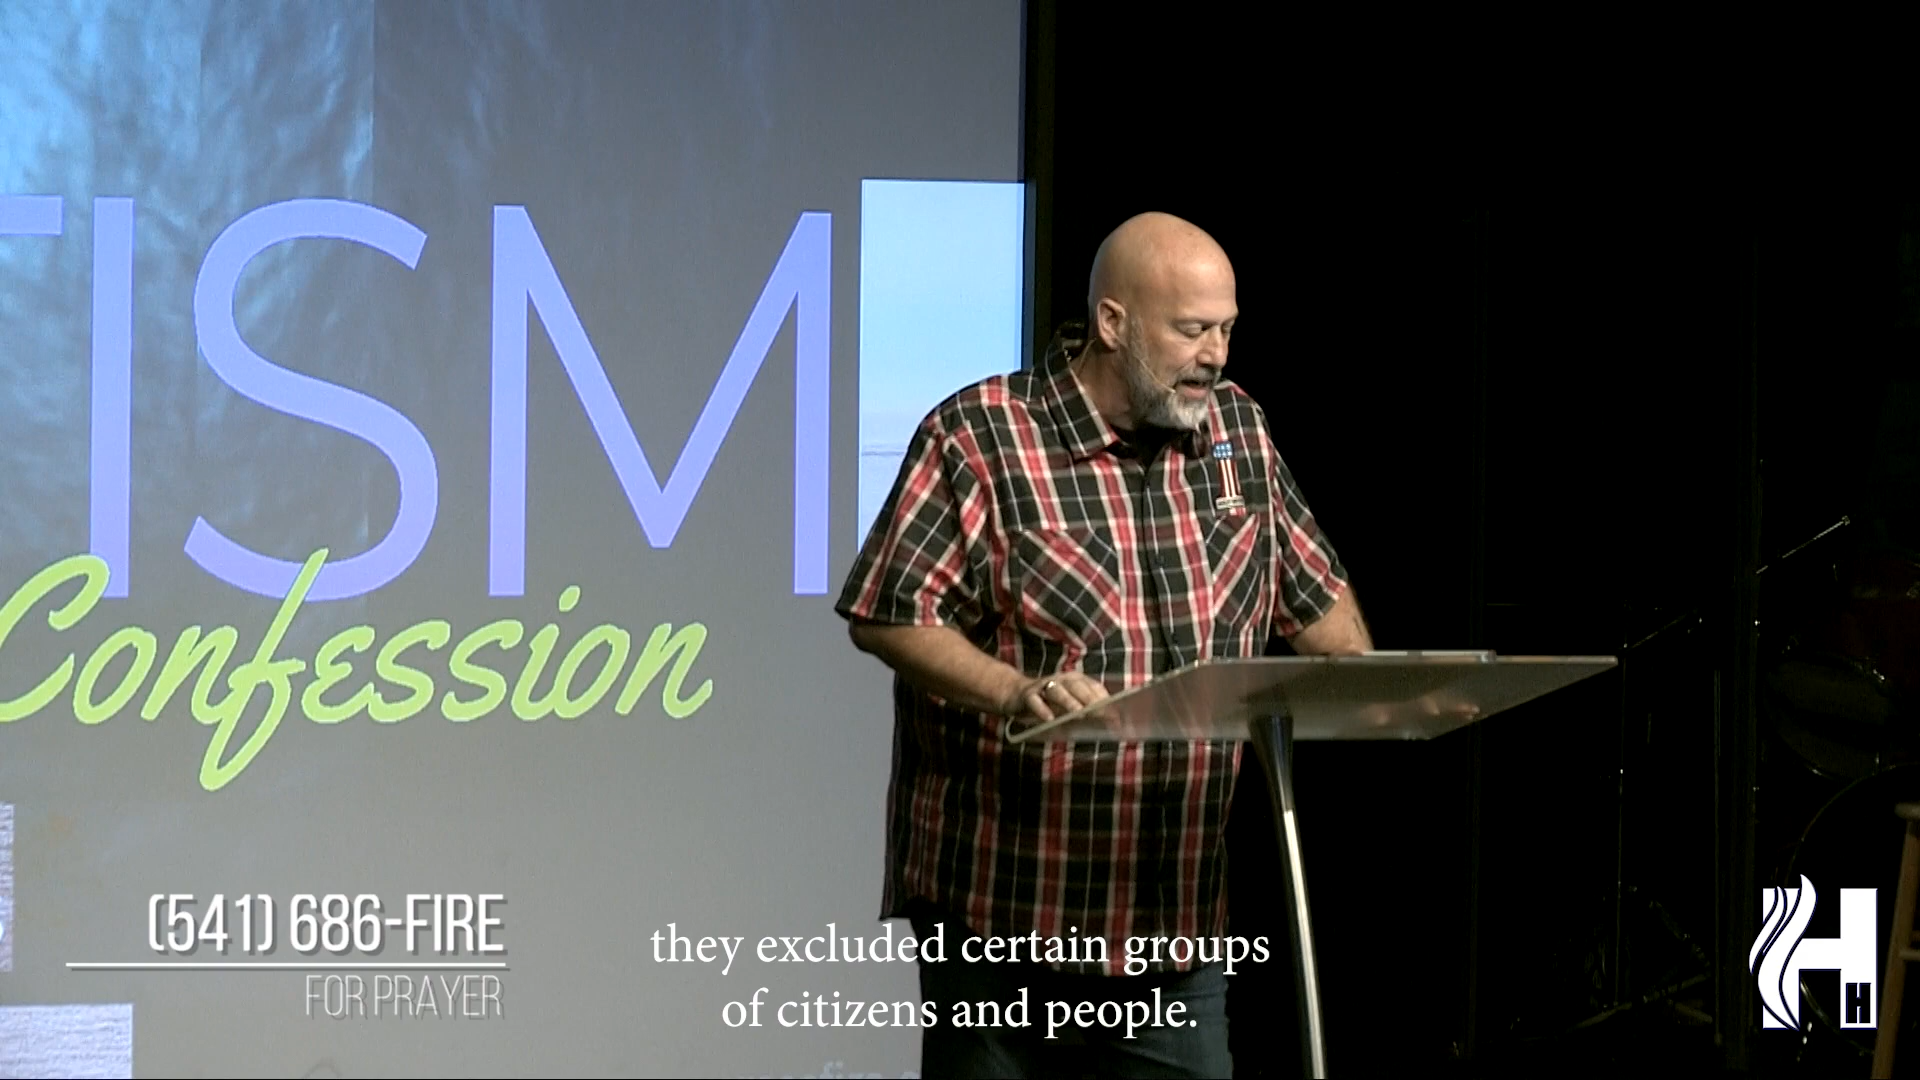 TISM
Confession
(541) 686-FIRE
FOR PRAYER
they excluded certain groups
of citizens and people.
H
H